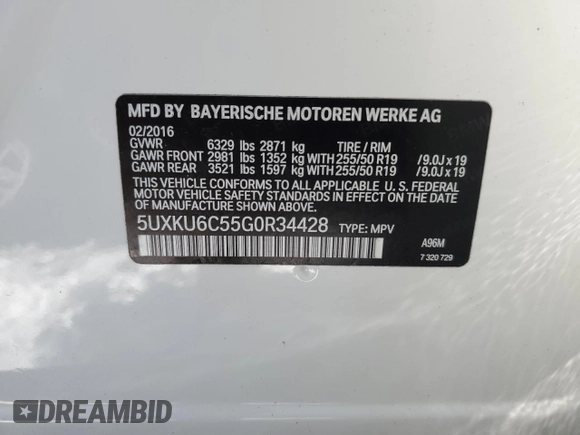 MFD BY BAYERISCHE MOTOREN WERKE AG
02/2016
GVWR 6329 lbs 2871 kg TIRE / RIM
GAWR FRONT 2981 lbs 1352 kg WITH 255/50 R19 /9.0J x 19
GAWR REAR 3521 lbs 1597 kg WITH 255/50 R19 /9.0J x 19
THIS VEHICLE CONFORMS TO ALL APPLICABLE U. S. FEDERAL
MOTOR VEHICLE SAFETY STANDARDS IN EFFECT ON THE DATE
OF MANUFACTURE SHOWN ABOVE.
5UXKU6C55G0R34428 TYPE: MPV
A96M
7 320 729
DREAMBID